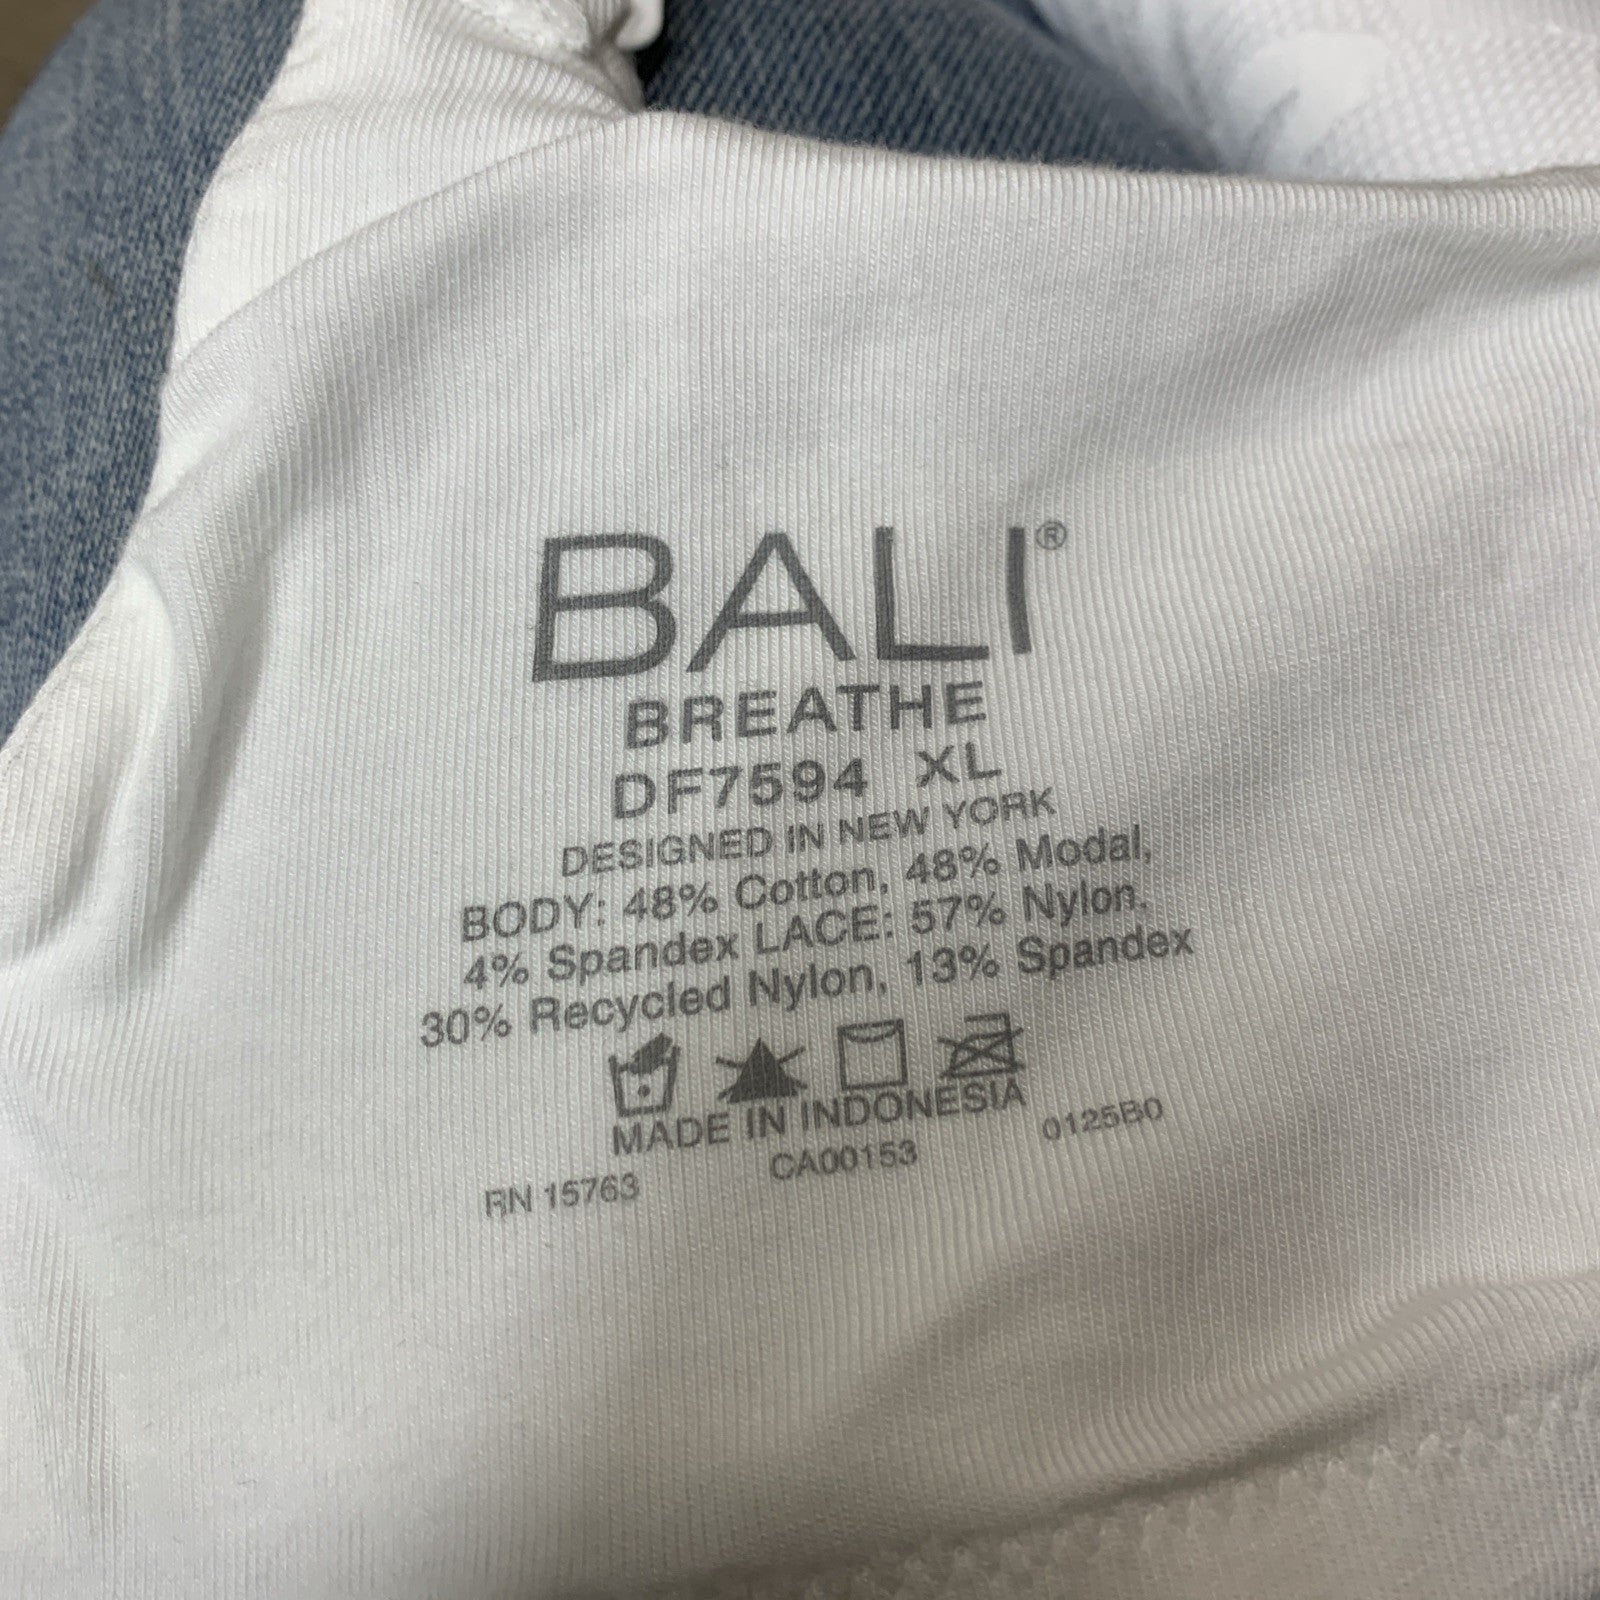 BALI®
BREATHE
DF7594 XL
DESIGNED IN NEW YORK
BODY: 48% Cotton, 48% Modal,
4% Spandex LACE: 57% Nylon,
30% Recycled Nylon, 13% Spandex
MADE IN INDONESIA
RN 15763 CA00153 0125B0